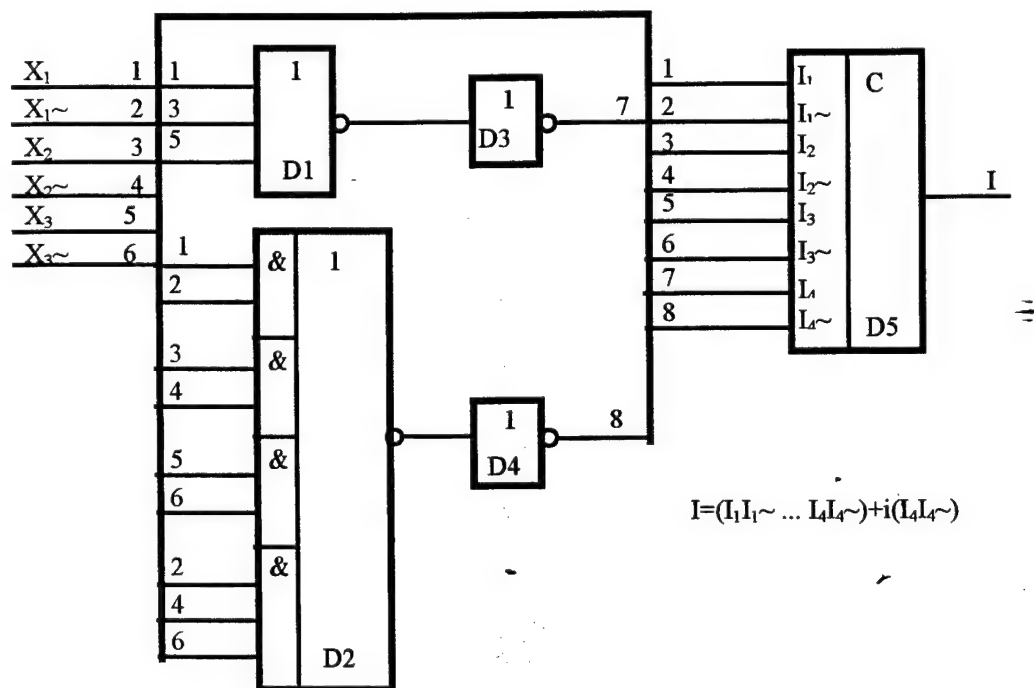 X₁ 1 1
X₁~ 2 3
X₂ 3 5
X₂~ 4
X₃ 5
X₃~ 6
1
D1
1
D3
7
1
2
3
4
5
6
7
8
I₁
I₁~
I₂
I₂~
I₃
I₃~
I₄
I₄~
C
D5
I
1
2
3
4
5
6
2
4
6
&
&
&
&
1
D2
1
D4
8
I=(I₁I₁~ ... I₄I₄~)+i(I₄I₄~)